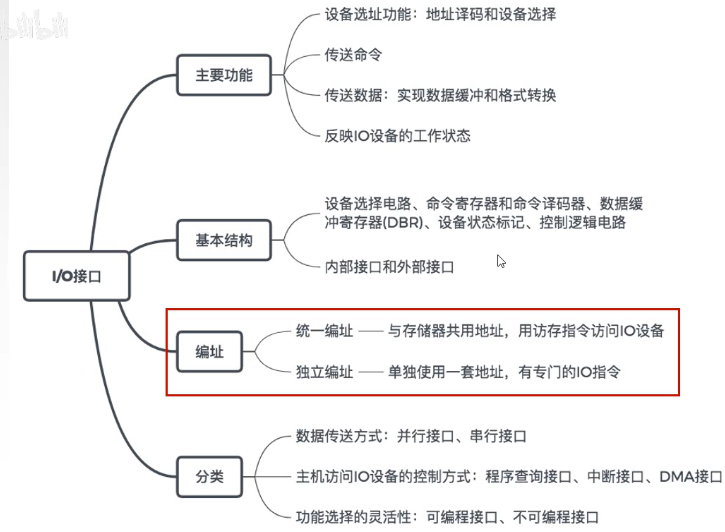 bilibili
I/O接口
主要功能
设备选址功能：地址译码和设备选择
传送命令
传送数据：实现数据缓冲和格式转换
反映IO设备的工作状态
基本结构
设备选择电路、命令寄存器和命令译码器、数据缓
冲寄存器(DBR)、设备状态标记、控制逻辑电路
内部接口和外部接口
编址
统一编址 — 与存储器共用地址，用访存指令访问IO设备
独立编址 — 单独使用一套地址，有专门的IO指令
分类
数据传送方式：并行接口、串行接口
主机访问IO设备的控制方式：程序查询接口、中断接口、DMA接口
功能选择的灵活性：可编程接口、不可编程接口